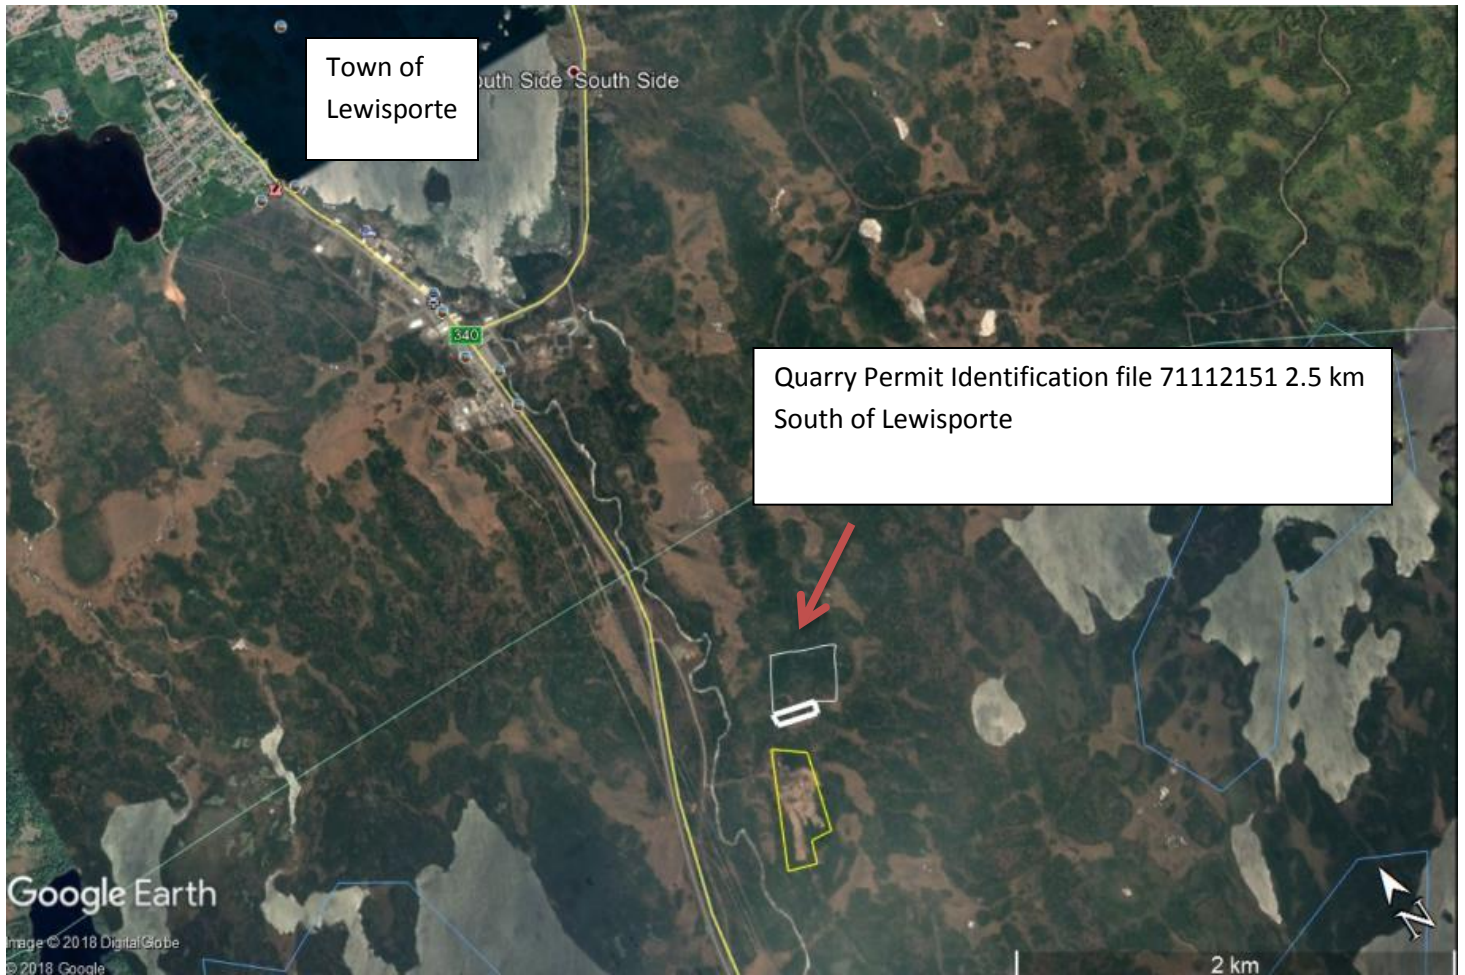 Town of
Lewisporte
outh Side South Side
340
Quarry Permit Identification file 71112151 2.5 km
South of Lewisporte
Google Earth
Image © 2018 DigitalGlobe
© 2018 Google
N
2 km